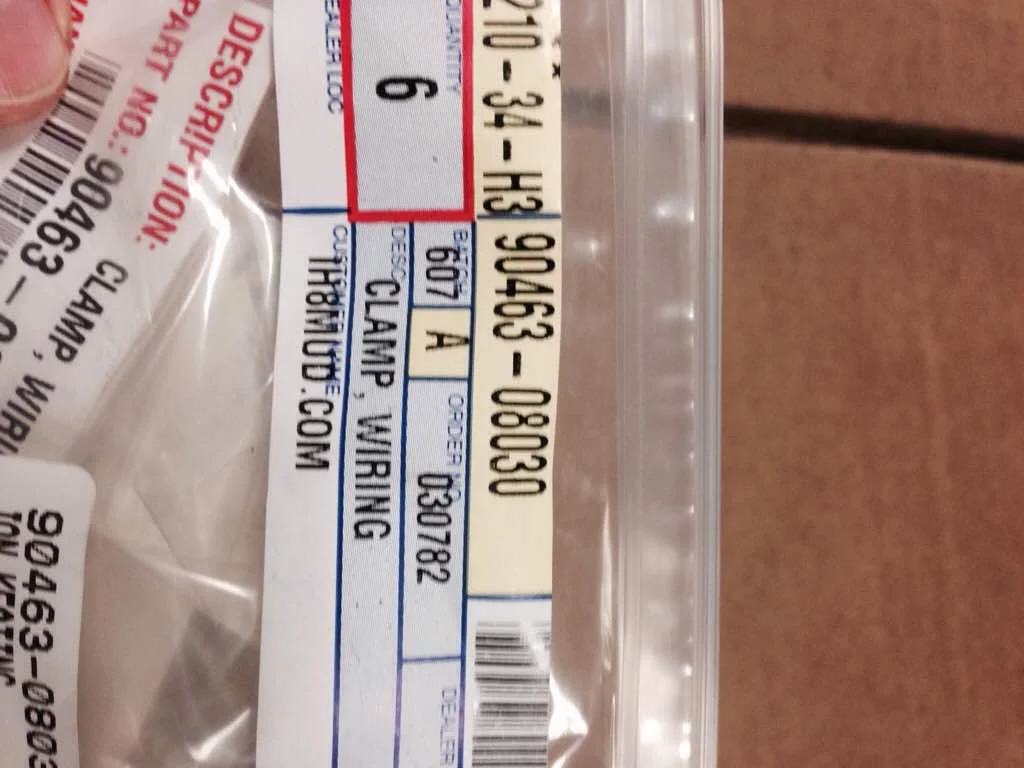 210-34-H3 90463-08030
QUANTITY
6
BATCH
607 A
ORDER NO.
030782
DEALER
DESC.
CLAMP, WIRING
DEALER LOC
CUSTOMER NAME
IH8MUD.COM
DESCRIPTION: CLAMP,
PART NO.: 90463-
90463-0803